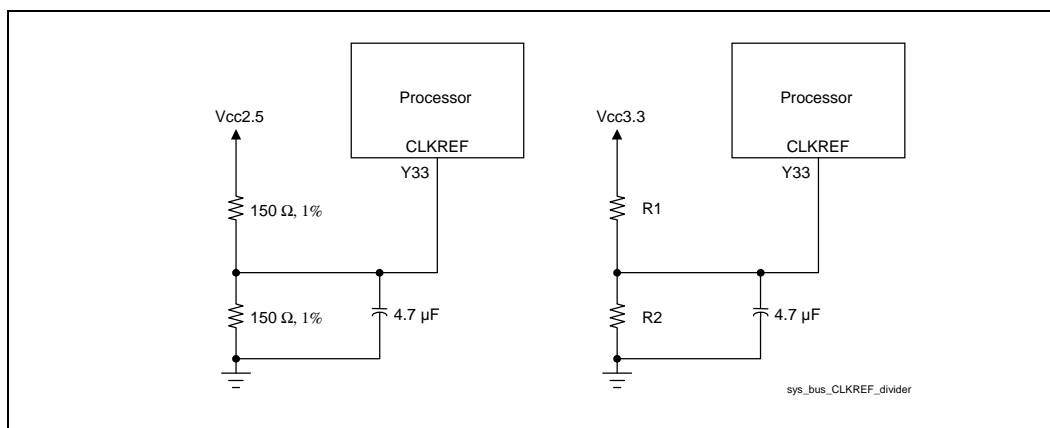 Vcc2.5
Processor
CLKREF
Y33
150 Ω, 1%
150 Ω, 1%
4.7 µF
Vcc3.3
Processor
CLKREF
Y33
R1
R2
4.7 µF
sys_bus_CLKREF_divider